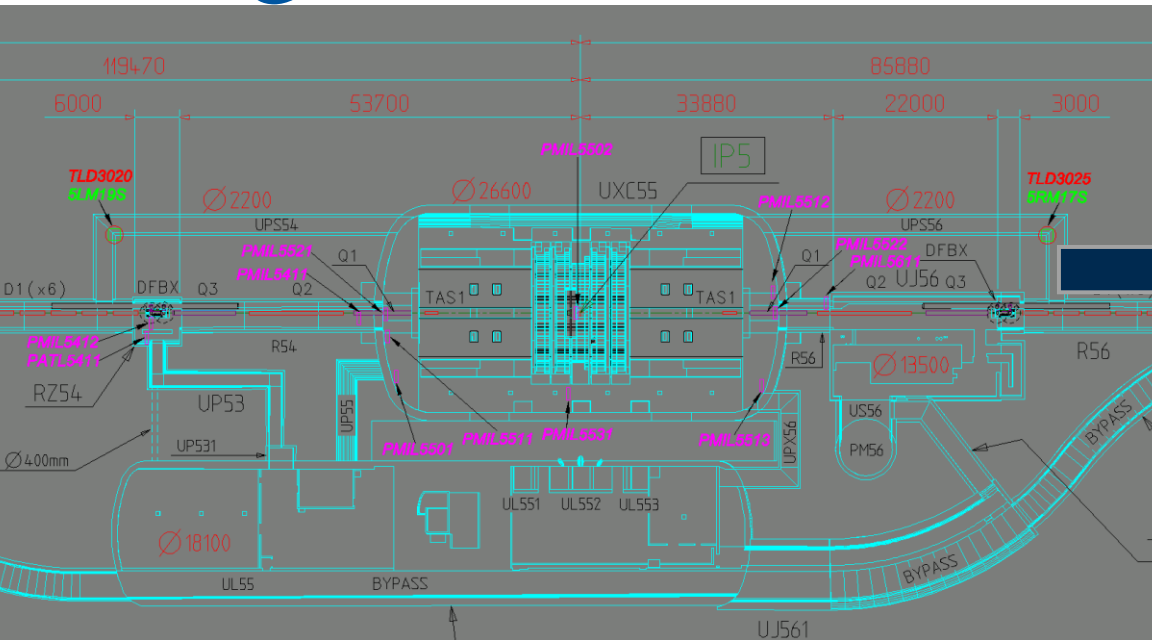 119470
85880
6000
53700
33880
22000
3000
PMIL5502
IP5
TLD3020
5LM19S
TLD3025
5RM17S
Ø2200
Ø26600
UXC55
PMIL5512
Ø2200
UPS54
UPS56
PMIL5521
Q1
PMIL5411
Q1
PMIL5522
DFBX
PMIL5611
D1(x6)
DFBX
Q3
Q2
TAS1
TAS1
Q2
UJ56
Q3
PMIL5412
PATL5411
R54
R56
R56
RZ54
Ø13500
UP53
UP55
US56
BYPASS
PMIL5501
PMIL5511
PMIL5531
PMIL5513
UPX56
PM56
UP531
Ø400mm
UL551
UL552
UL553
Ø18100
UL55
BYPASS
BYPASS
UJ561